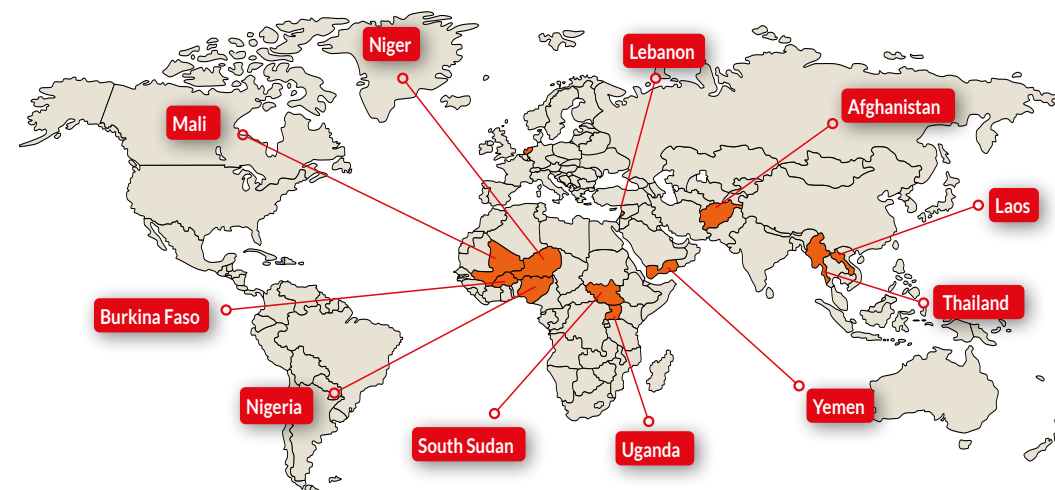 Niger
Lebanon
Afghanistan
Mali
Laos
Burkina Faso
Thailand
Nigeria
Yemen
South Sudan
Uganda